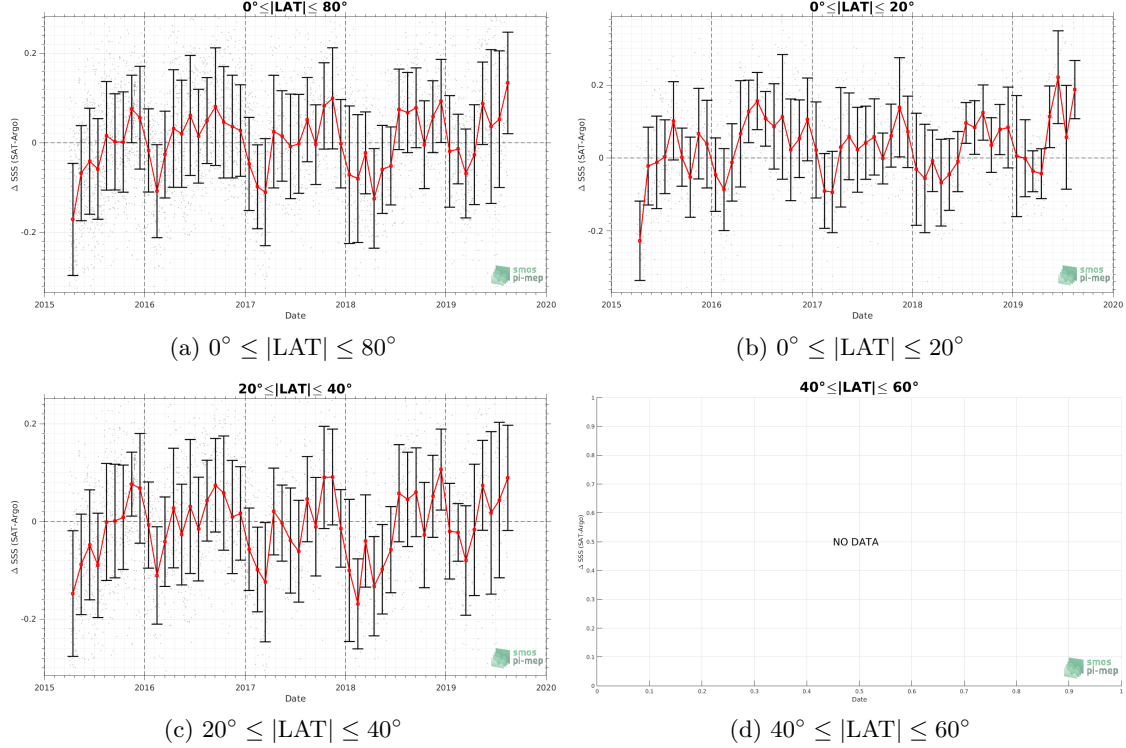 0°≤|LAT|≤ 80°
Δ SSS (SAT-Argo)
0.2
0
-0.2
2015 2016 2017 2018 2019 2020
Date
smos
pi-mep
(a) 0° ≤ |LAT| ≤ 80°
0°≤|LAT|≤ 20°
Δ SSS (SAT-Argo)
0.2
0
-0.2
2015 2016 2017 2018 2019 2020
Date
smos
pi-mep
(b) 0° ≤ |LAT| ≤ 20°
20°≤|LAT|≤ 40°
Δ SSS (SAT-Argo)
0.2
0
-0.2
2015 2016 2017 2018 2019 2020
Date
smos
pi-mep
(c) 20° ≤ |LAT| ≤ 40°
40°≤|LAT|≤ 60°
Δ SSS (SAT-Argo)
1
0.9
0.8
0.7
0.6
0.5
0.4
0.3
0.2
0.1
0
NO DATA
0 0.1 0.2 0.3 0.4 0.5 0.6 0.7 0.8 0.9 1
Date
smos
pi-mep
(d) 40° ≤ |LAT| ≤ 60°